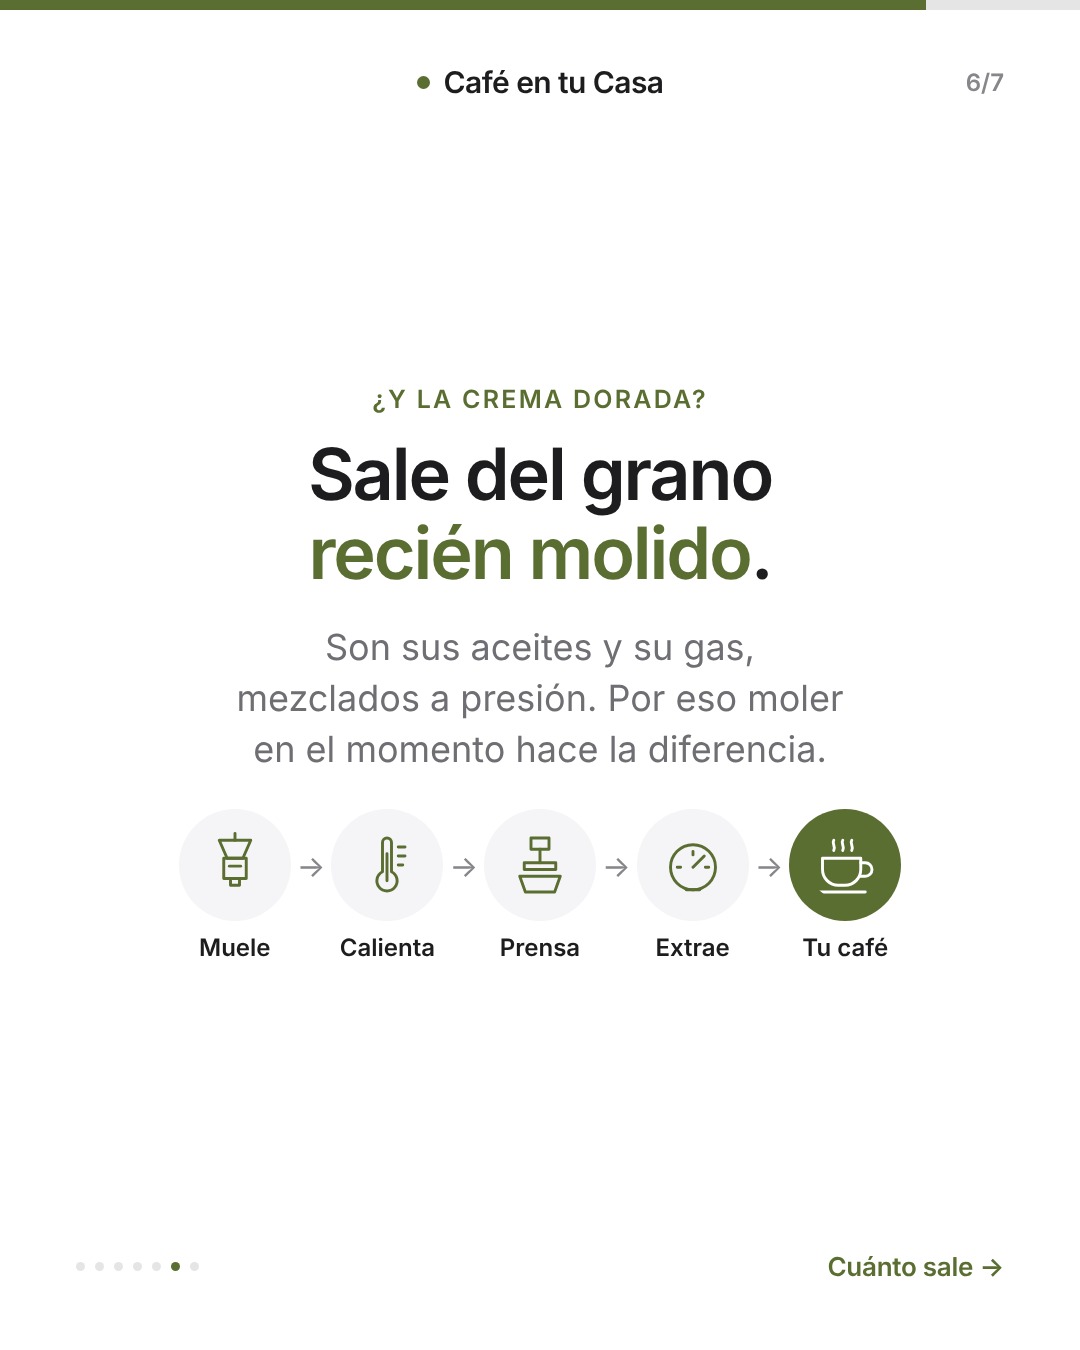 Café en tu Casa
6/7
¿Y LA CREMA DORADA?
Sale del grano
recién molido.
Son sus aceites y su gas,
mezclados a presión. Por eso moler
en el momento hace la diferencia.
→ → → →
Muele Calienta Prensa Extrae Tu café
Cuánto sale →